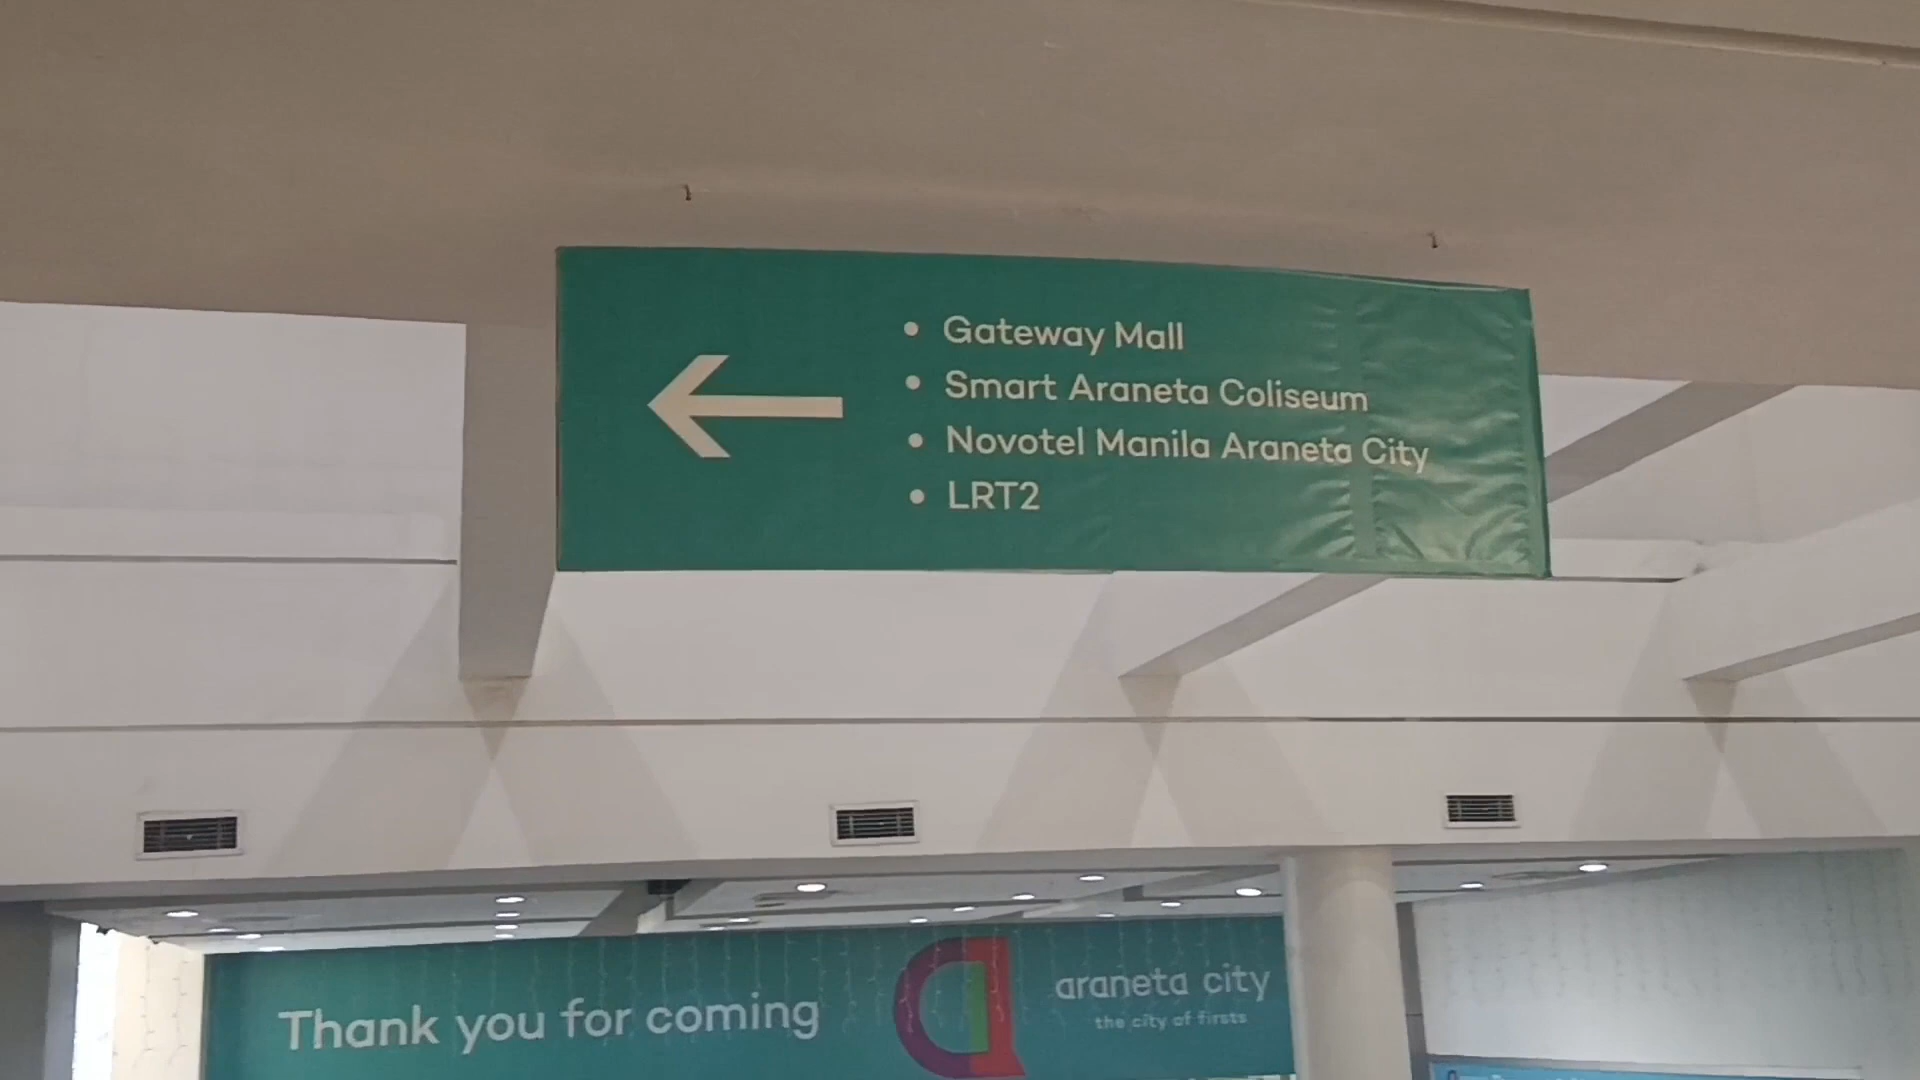 • Gateway Mall
• Smart Araneta Coliseum
• Novotel Manila Araneta City
• LRT2
Thank you for coming
araneta city
the city of firsts